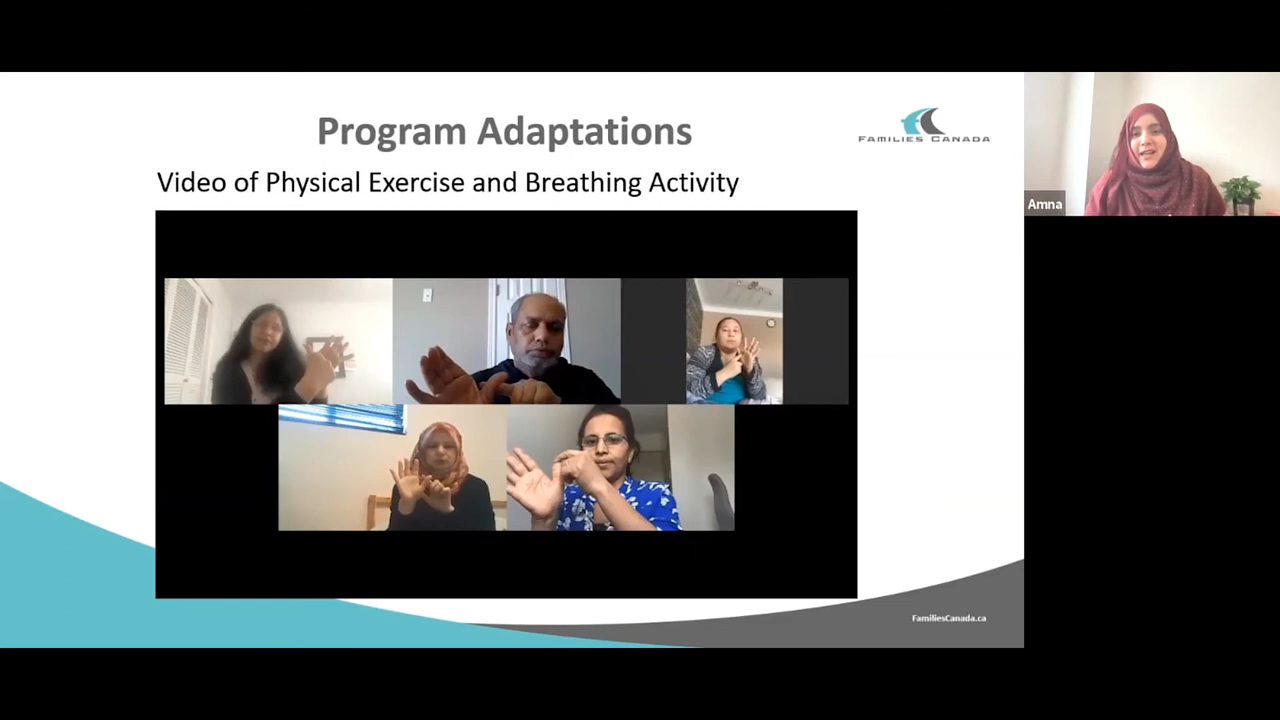 Program Adaptations
FAMILIES CANADA
Video of Physical Exercise and Breathing Activity
Amna
FamiliesCanada.ca